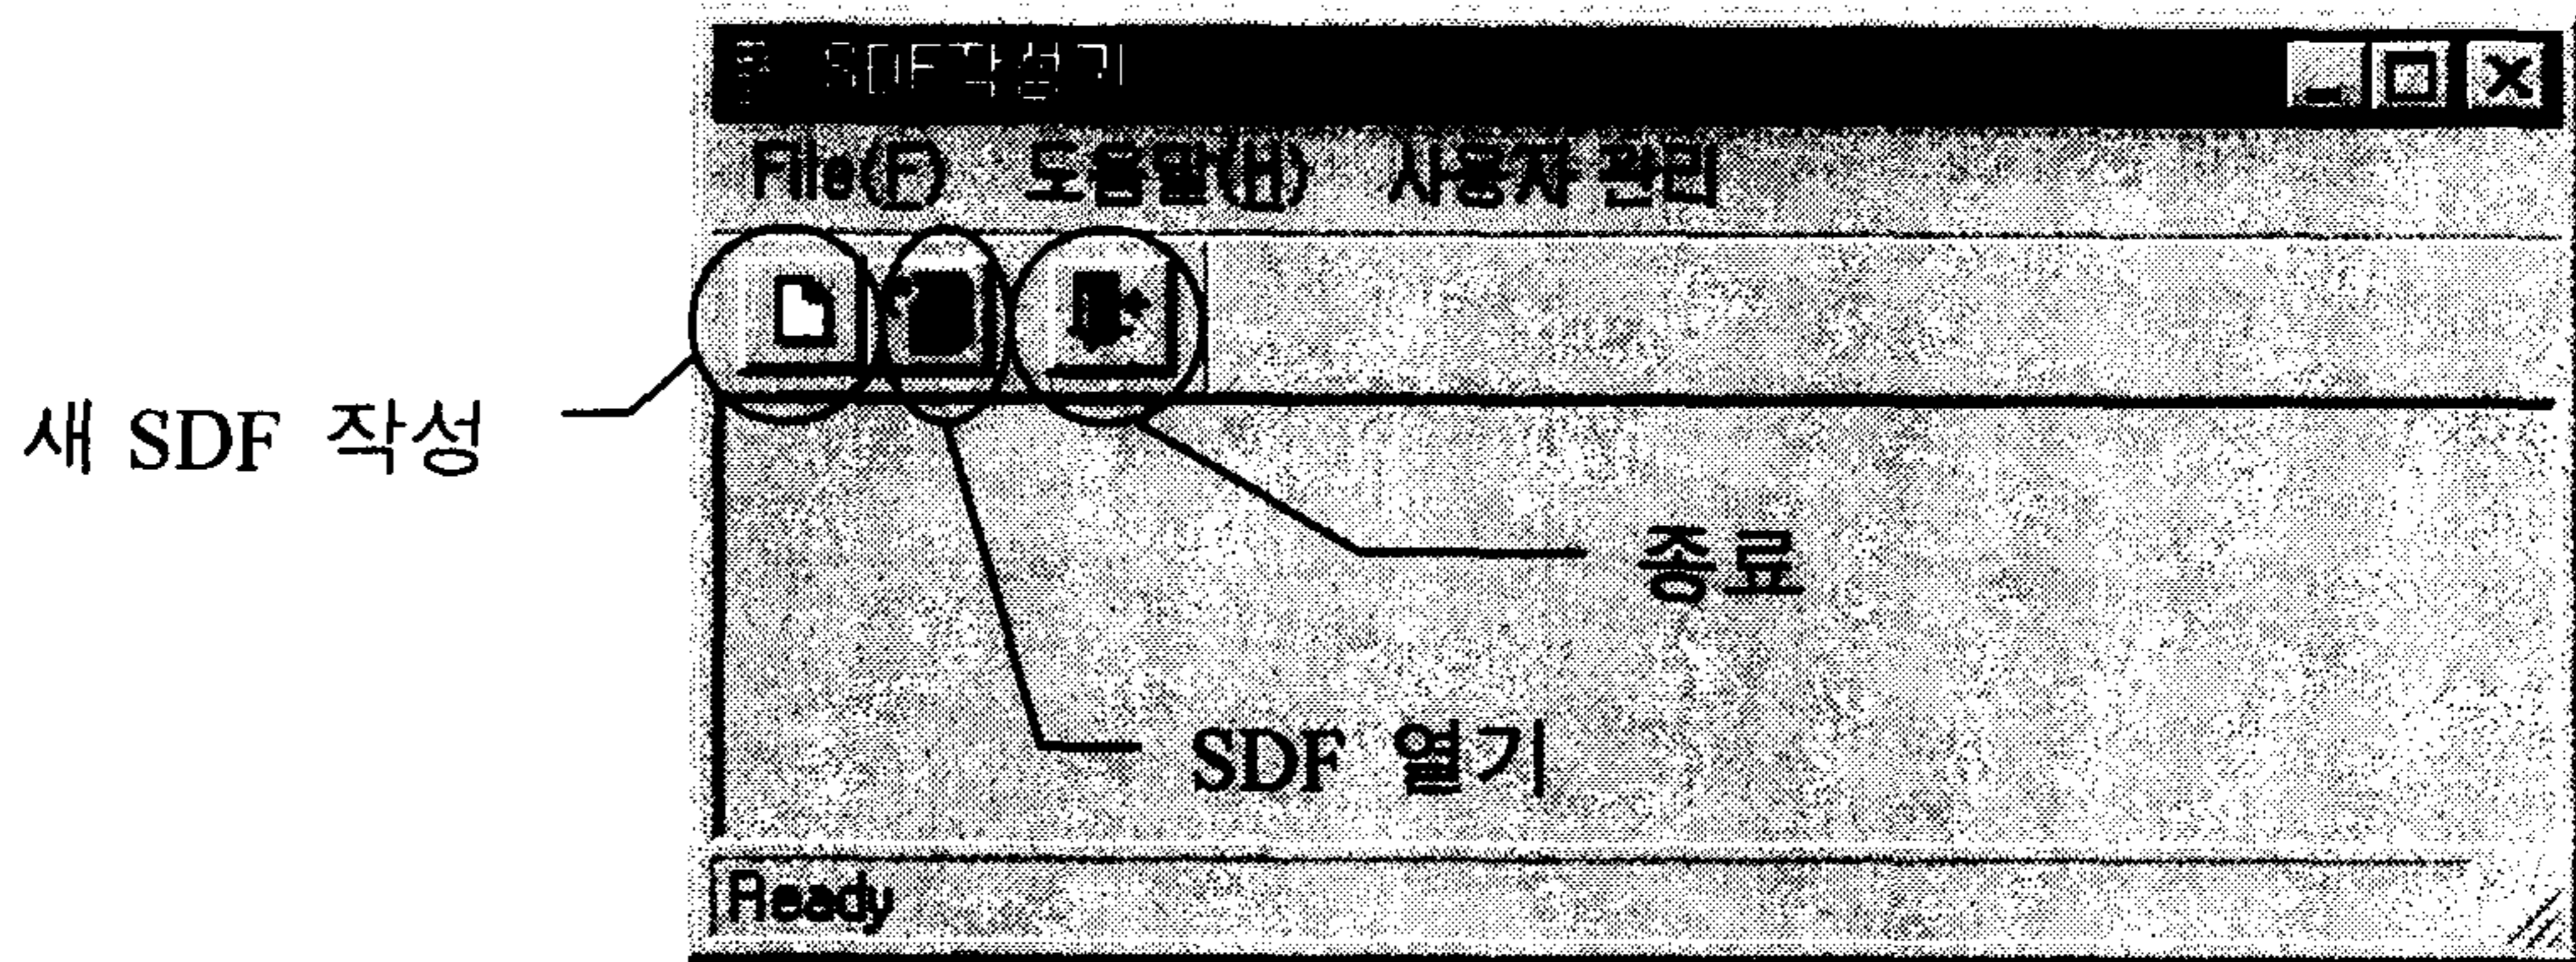 SDF작성기
File(F) 도움말(H) 사용자 관리
새 SDF 작성
종료
SDF 열기
Ready